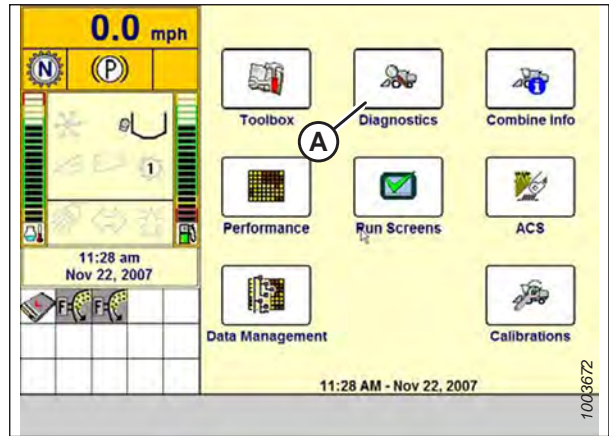 0.0 mph
N
(P)
1
11:28 am
Nov 22, 2007
F=
F=
Toolbox
Diagnostics
Combine Info
A
Performance
Run Screens
ACS
Data Management
Calibrations
11:28 AM - Nov 22, 2007
1003672